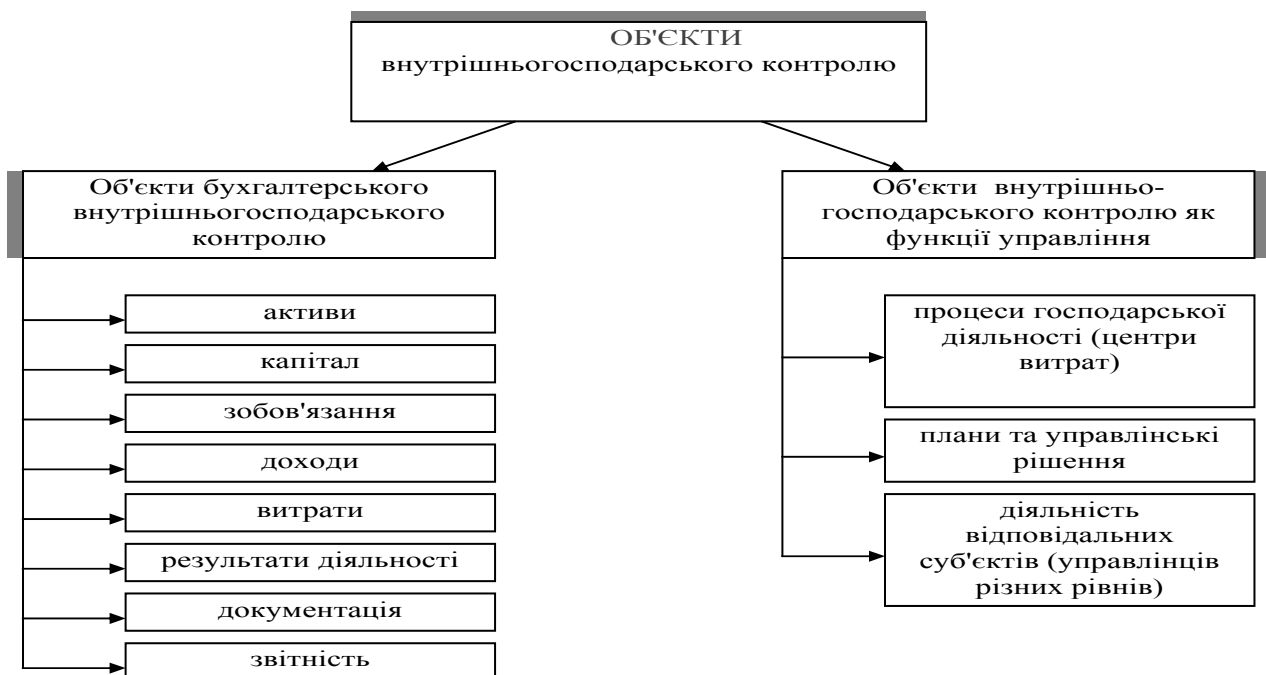 ОБ'ЄКТИ
внутрішньогосподарського контролю
Об'єкти бухгалтерського
внутрішньогосподарського
контролю
активи
капітал
зобов'язання
доходи
витрати
результати діяльності
документація
звітність
Об'єкти внутрішньо-
господарського контролю як
функції управління
процеси господарської
діяльності (центри
витрат)
плани та управлінські
рішення
діяльність
відповідальних
суб'єктів (управлінців
різних рівнів)